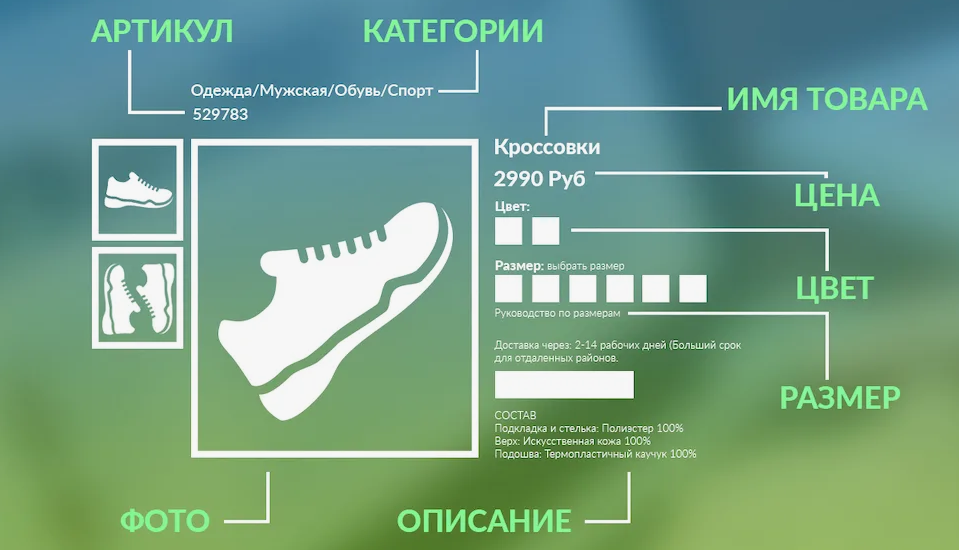 АРТИКУЛ
КАТЕГОРИИ
Одежда/Мужская/Обувь/Спорт
529783
ИМЯ ТОВАРА
Кроссовки
2990 Руб
ЦЕНА
Цвет:
ЦВЕТ
Размер: выбрать размер
Руководство по размерам
РАЗМЕР
Доставка через: 2-14 рабочих дней (Больший срок
для отдаленных районов.
СОСТАВ
Подкладка и стелька: Полиэстер 100%
Верх: Искусственная кожа 100%
Подошва: Термопластичный каучук 100%
ФОТО
ОПИСАНИЕ